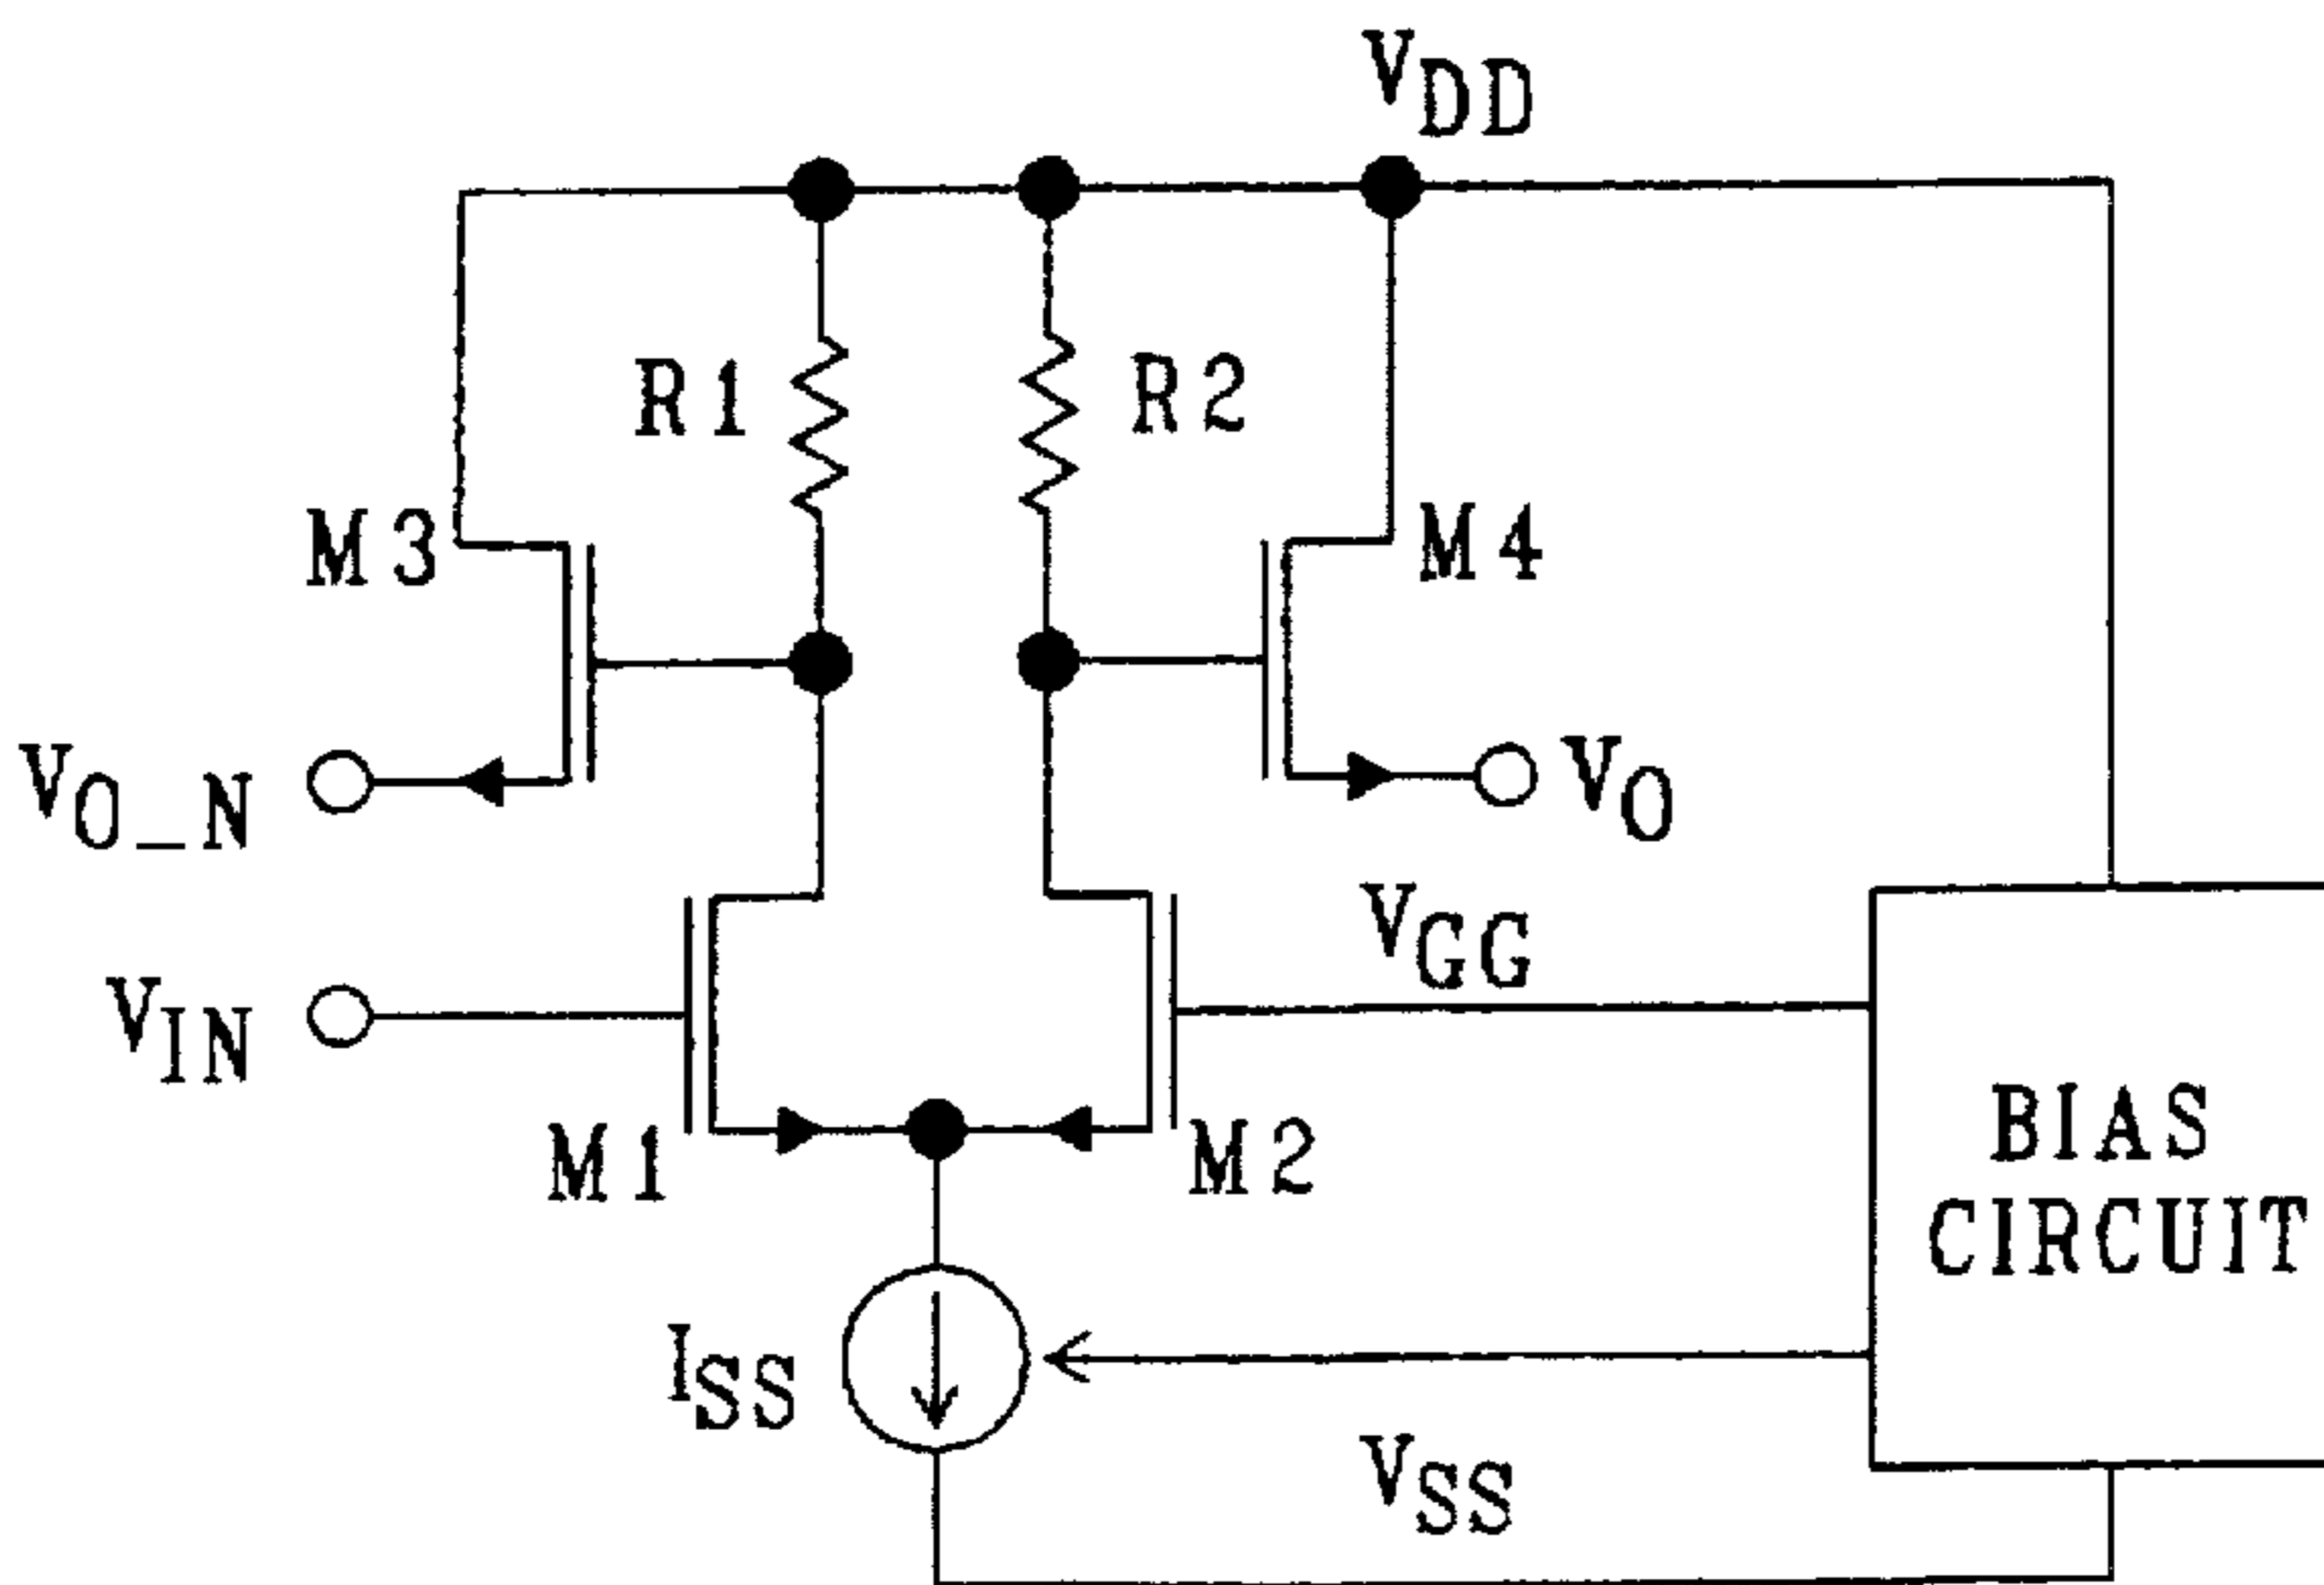 VDD
R1
R2
M3
M4
VO_N
VO
VGG
VIN
BIAS
CIRCUIT
M1
M2
ISS
VSS